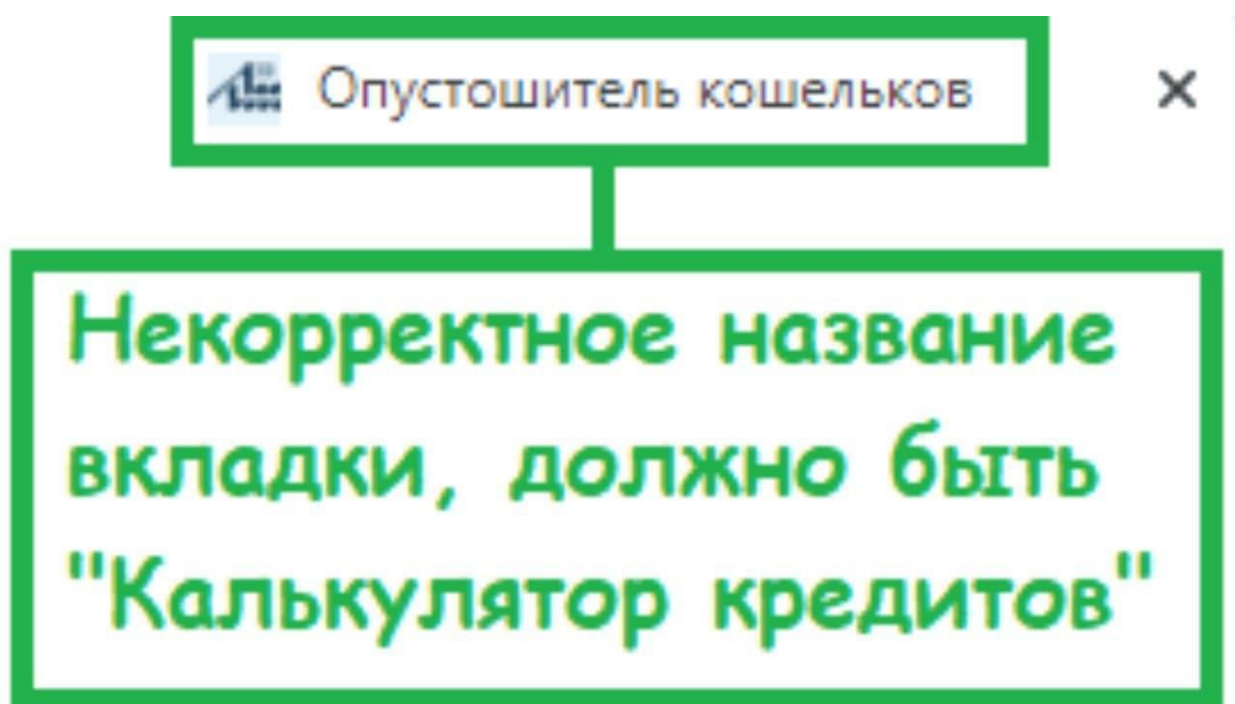 Опустошитель кошельков
Некорректное название
вкладки, должно быть
"Калькулятор кредитов"